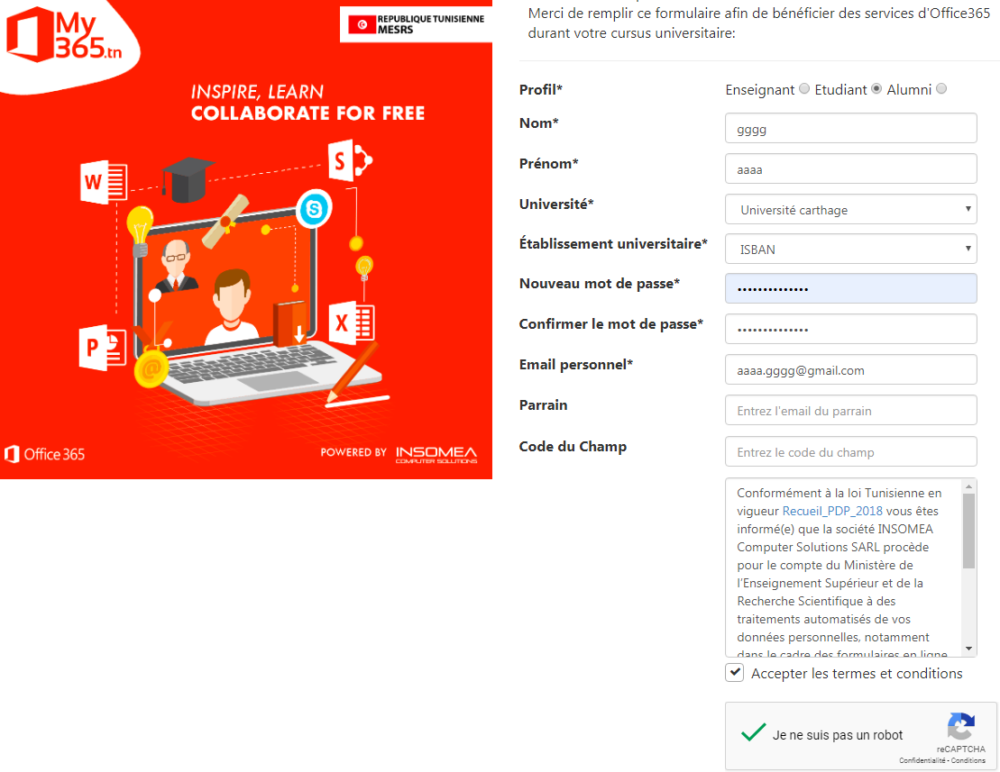 My
365.tn
REPUBLIQUE TUNISIENNE
MESRS
INSPIRE, LEARN
COLLABORATE FOR FREE
W
S
S
P
X
@
Office 365
POWERED BY INSOMEA
COMPUTER SOLUTIONS
Merci de remplir ce formulaire afin de bénéficier des services d'Office365
durant votre cursus universitaire:
Profil* Enseignant Etudiant Alumni
Nom* gggg
Prénom* aaaa
Université* Université carthage
Établissement universitaire* ISBAN
Nouveau mot de passe* ••••••••••••••
Confirmer le mot de passe* ••••••••••••••
Email personnel* aaaa.gggg@gmail.com
Parrain Entrez l'email du parrain
Code du Champ Entrez le code du champ
Conformément à la loi Tunisienne en
vigueur Recueil_PDP_2018 vous êtes
informé(e) que la société INSOMEA
Computer Solutions SARL procède
pour le compte du Ministère de
l'Enseignement Supérieur et de la
Recherche Scientifique à des
traitements automatisés de vos
données personnelles, notamment
dans le cadre des formulaires en ligne
Accepter les termes et conditions
Je ne suis pas un robot
reCAPTCHA
Confidentialité - Conditions